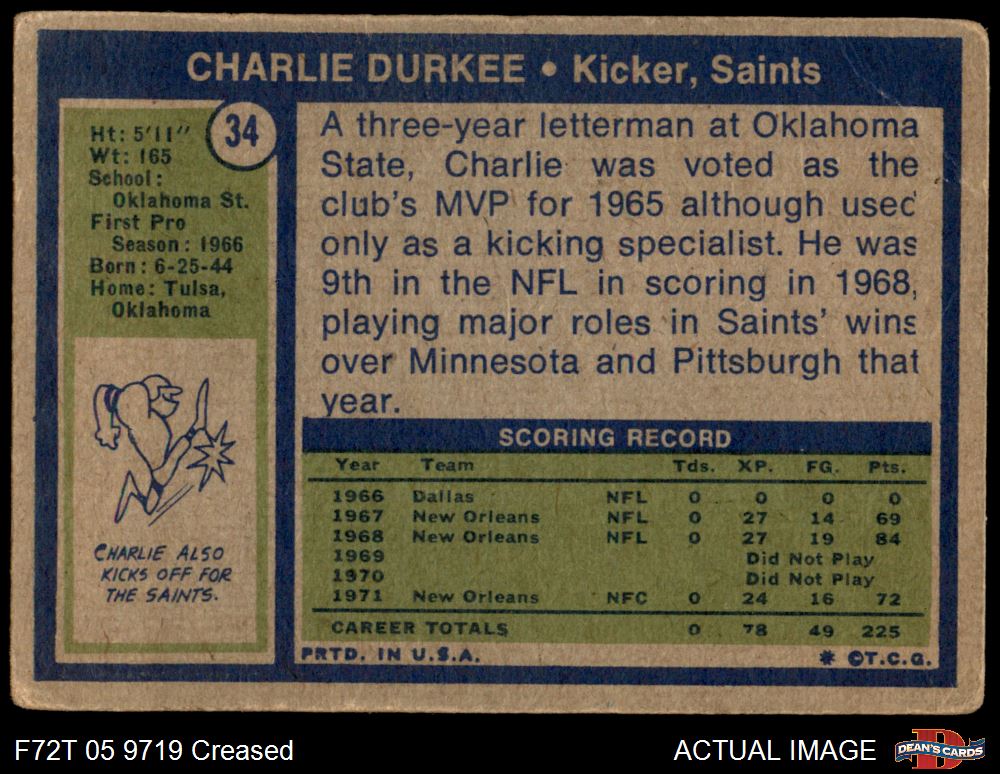 CHARLIE DURKEE • Kicker, Saints
34
Ht: 5'11"
Wt: 165
School:
Oklahoma St.
First Pro
Season: 1966
Born: 6-25-44
Home: Tulsa,
Oklahoma
CHARLIE ALSO
KICKS OFF FOR
THE SAINTS.
A three-year letterman at Oklahoma
State, Charlie was voted as the
club's MVP for 1965 although used
only as a kicking specialist. He was
9th in the NFL in scoring in 1968,
playing major roles in Saints' wins
over Minnesota and Pittsburgh that
year.
SCORING RECORD
Year Team Tds. XP. FG. Pts.
1966 Dallas NFL 0 0 0 0
1967 New Orleans NFL 0 27 14 69
1968 New Orleans NFL 0 27 19 84
1969 Did Not Play
1970 Did Not Play
1971 New Orleans NFC 0 24 16 72
CAREER TOTALS 0 78 49 225
PRTD. IN U.S.A. * ©T.C.G.
F72T 05 9719 Creased ACTUAL IMAGE
DEAN'S CARDS